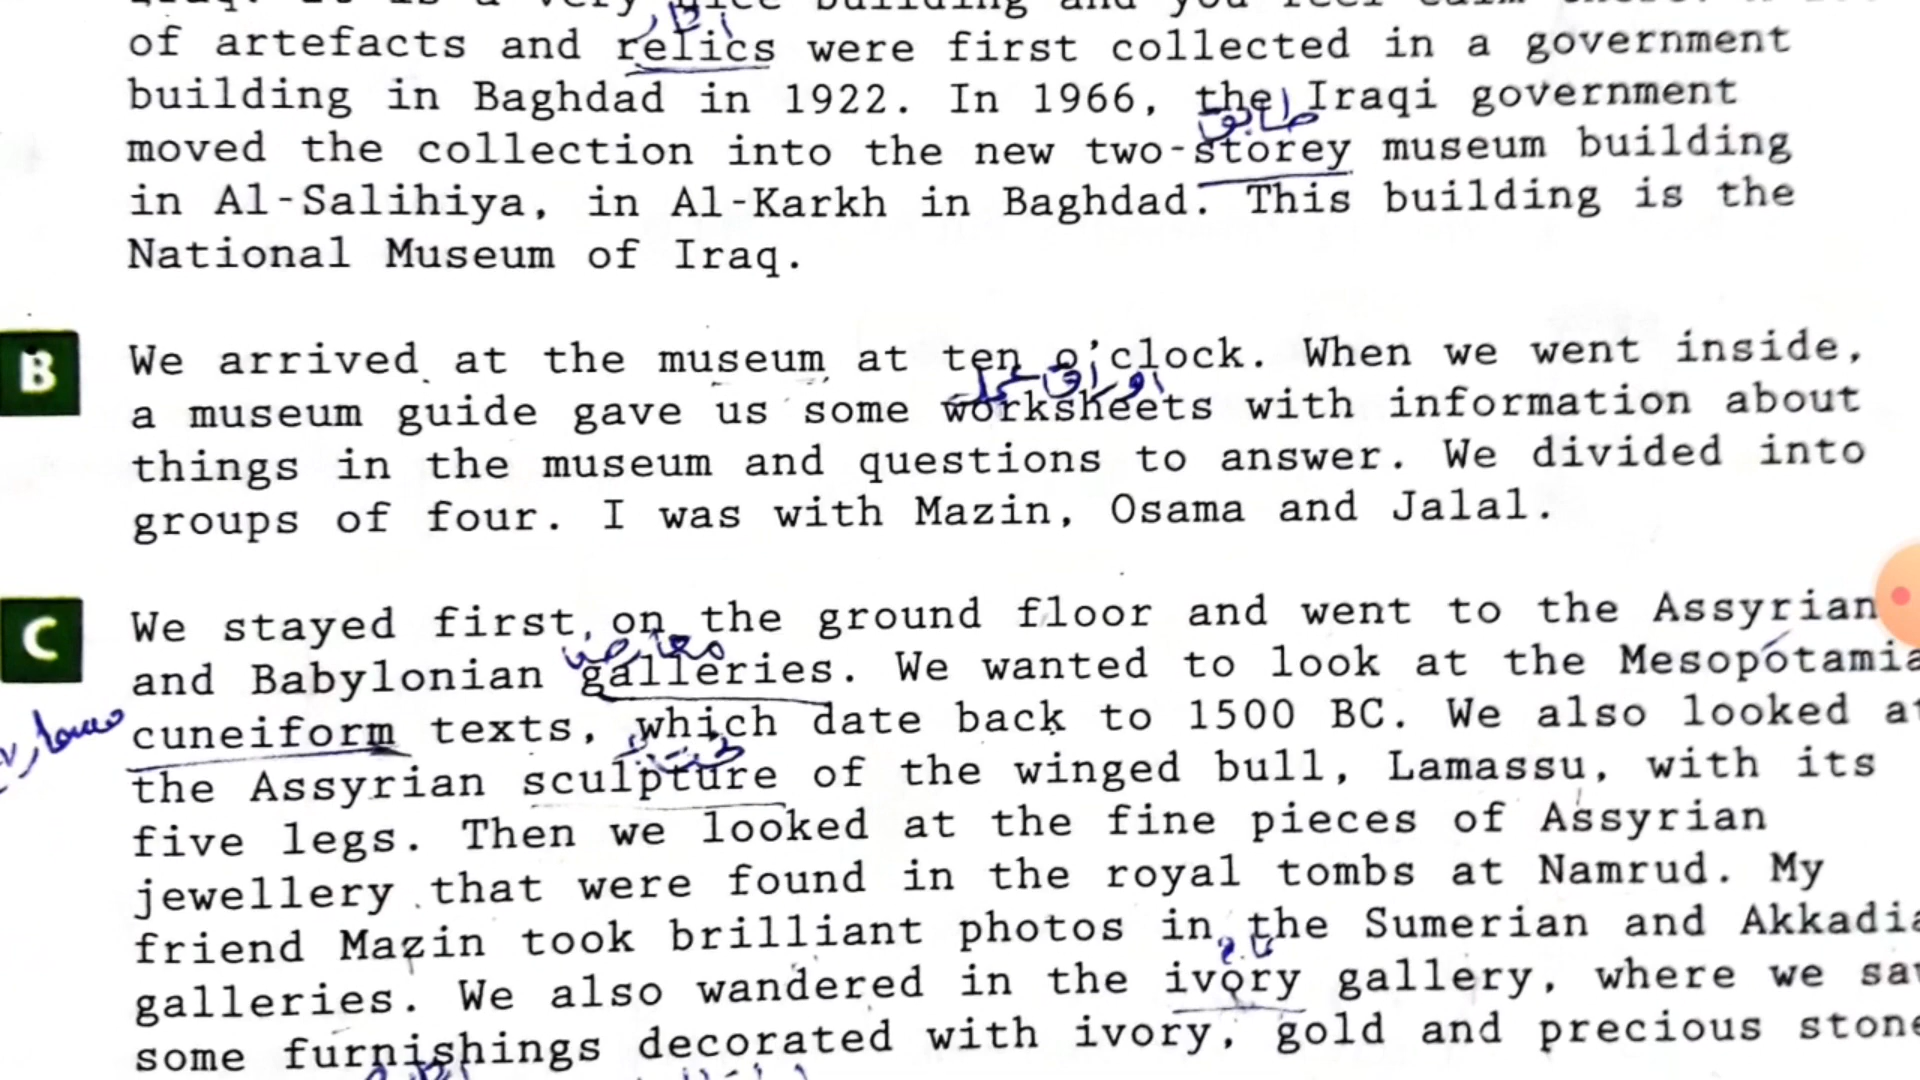 of artefacts and relics were first collected in a government
building in Baghdad in 1922. In 1966, the Iraqi government
طابق
moved the collection into the new two-storey museum building
in Al-Salihiya, in Al-Karkh in Baghdad. This building is the
National Museum of Iraq.
B
We arrived at the museum at ten o'clock. When we went inside,
اوراق عمل
a museum guide gave us some worksheets with information about
things in the museum and questions to answer. We divided into
groups of four. I was with Mazin, Osama and Jalal.
C
We stayed first on the ground floor and went to the Assyrian
معارض
and Babylonian galleries. We wanted to look at the Mesopotamia
cuneiform texts, which date back to 1500 BC. We also looked at
the Assyrian sculpture of the winged bull, Lamassu, with its
five legs. Then we looked at the fine pieces of Assyrian
jewellery that were found in the royal tombs at Namrud. My
friend Mazin took brilliant photos in the Sumerian and Akkadia
galleries. We also wandered in the ivory gallery, where we sa
some furnishings decorated with ivory, gold and precious stone